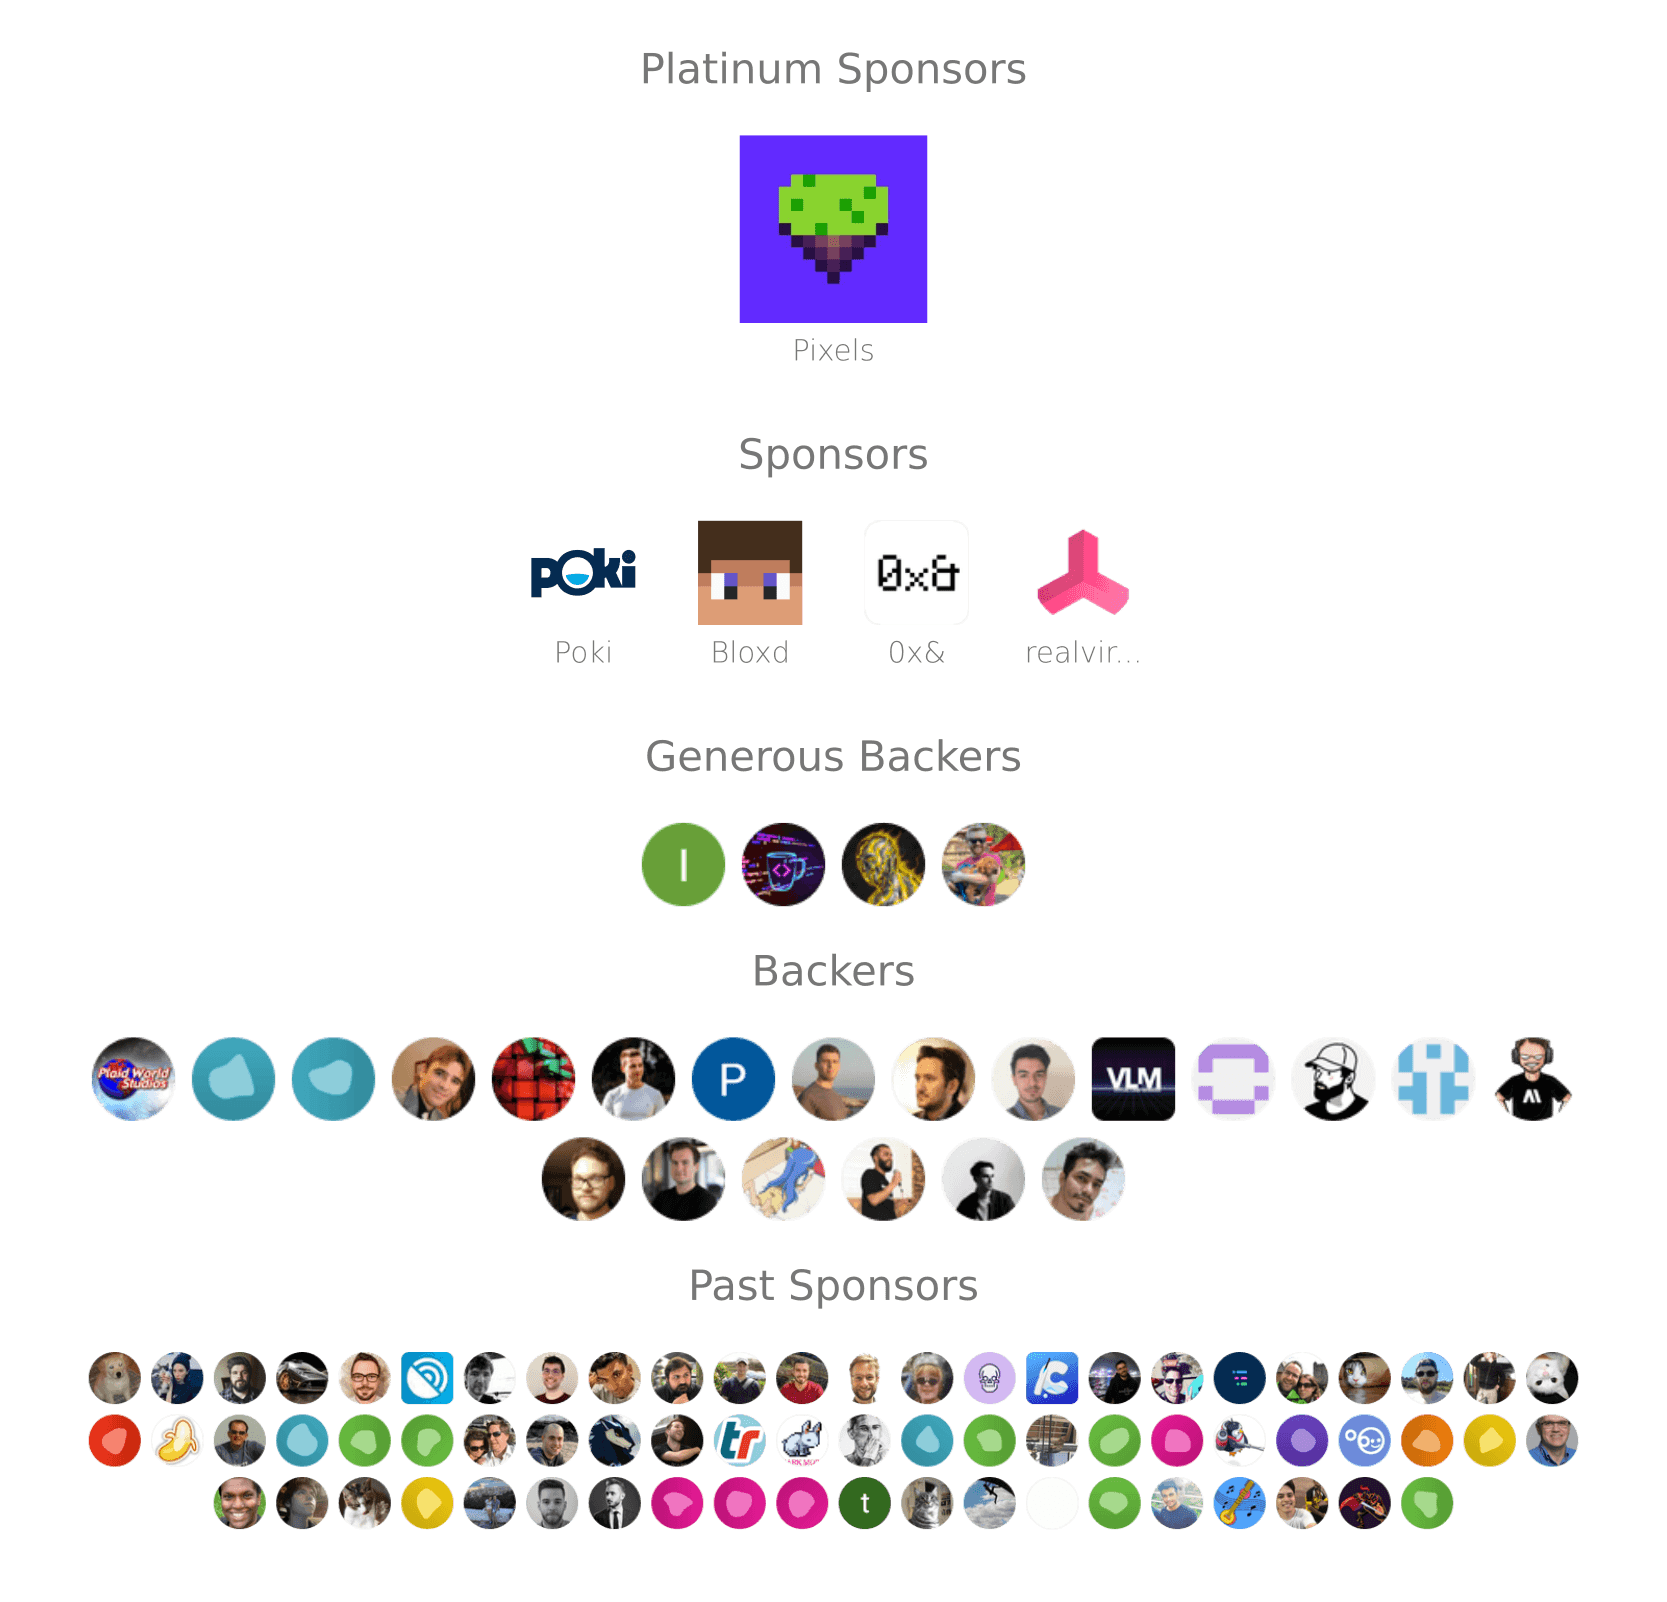 Platinum Sponsors
Pixels
Sponsors
poki
0x&
Poki
Bloxd
0x&
realvir...
Generous Backers
I
Backers
Plaid World
Studios
P
VLM
Past Sponsors
tr
t